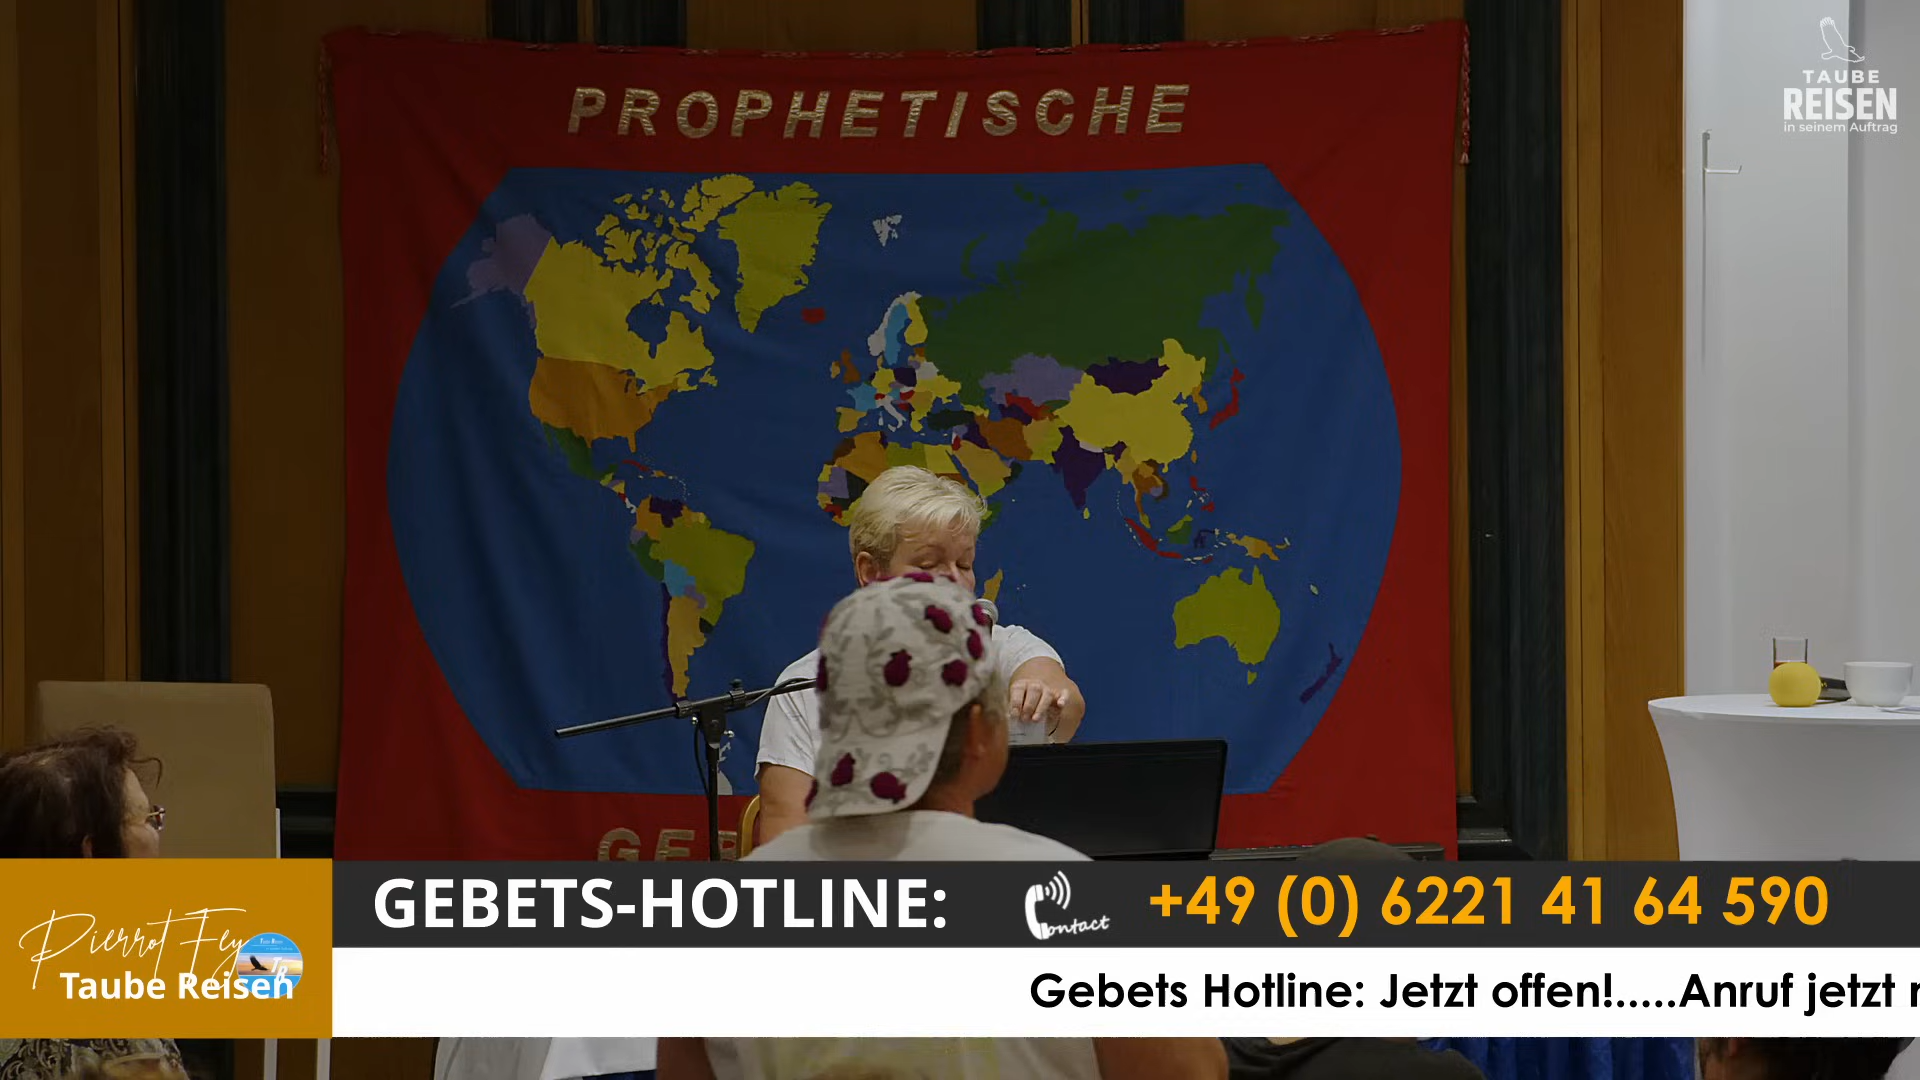 PROPHETISCHE
TAUBE
REISEN
in seinem Auftrag
GEBETS-HOTLINE:
Contact
+49 (0) 6221 41 64 590
Pierrot Fey
Taube Reisen
Gebets Hotline: Jetzt offen!.....Anruf jetzt